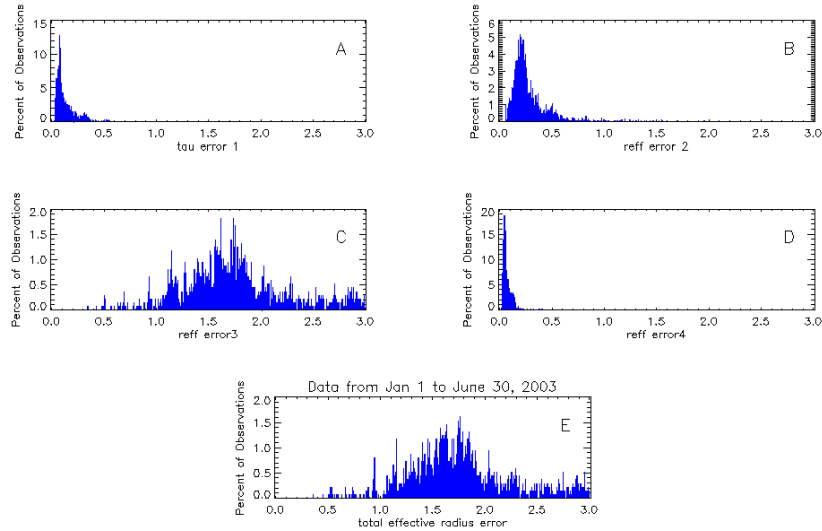 15
10
5
0
Percent of Observations
A
0.0 0.5 1.0 1.5 2.0 2.5 3.0
tau error 1
6
5
4
3
2
1
0
Percent of Observations
B
0.0 0.5 1.0 1.5 2.0 2.5 3.0
reff error 2
2.0
1.5
1.0
0.5
0.0
Percent of Observations
C
0.0 0.5 1.0 1.5 2.0 2.5 3.0
reff error3
20
15
10
5
0
Percent of Observations
D
0.0 0.5 1.0 1.5 2.0 2.5 3.0
reff error4
Data from Jan 1 to June 30, 2003
2.0
1.5
1.0
0.5
0.0
Percent of Observations
E
0.0 0.5 1.0 1.5 2.0 2.5 3.0
total effective radius error